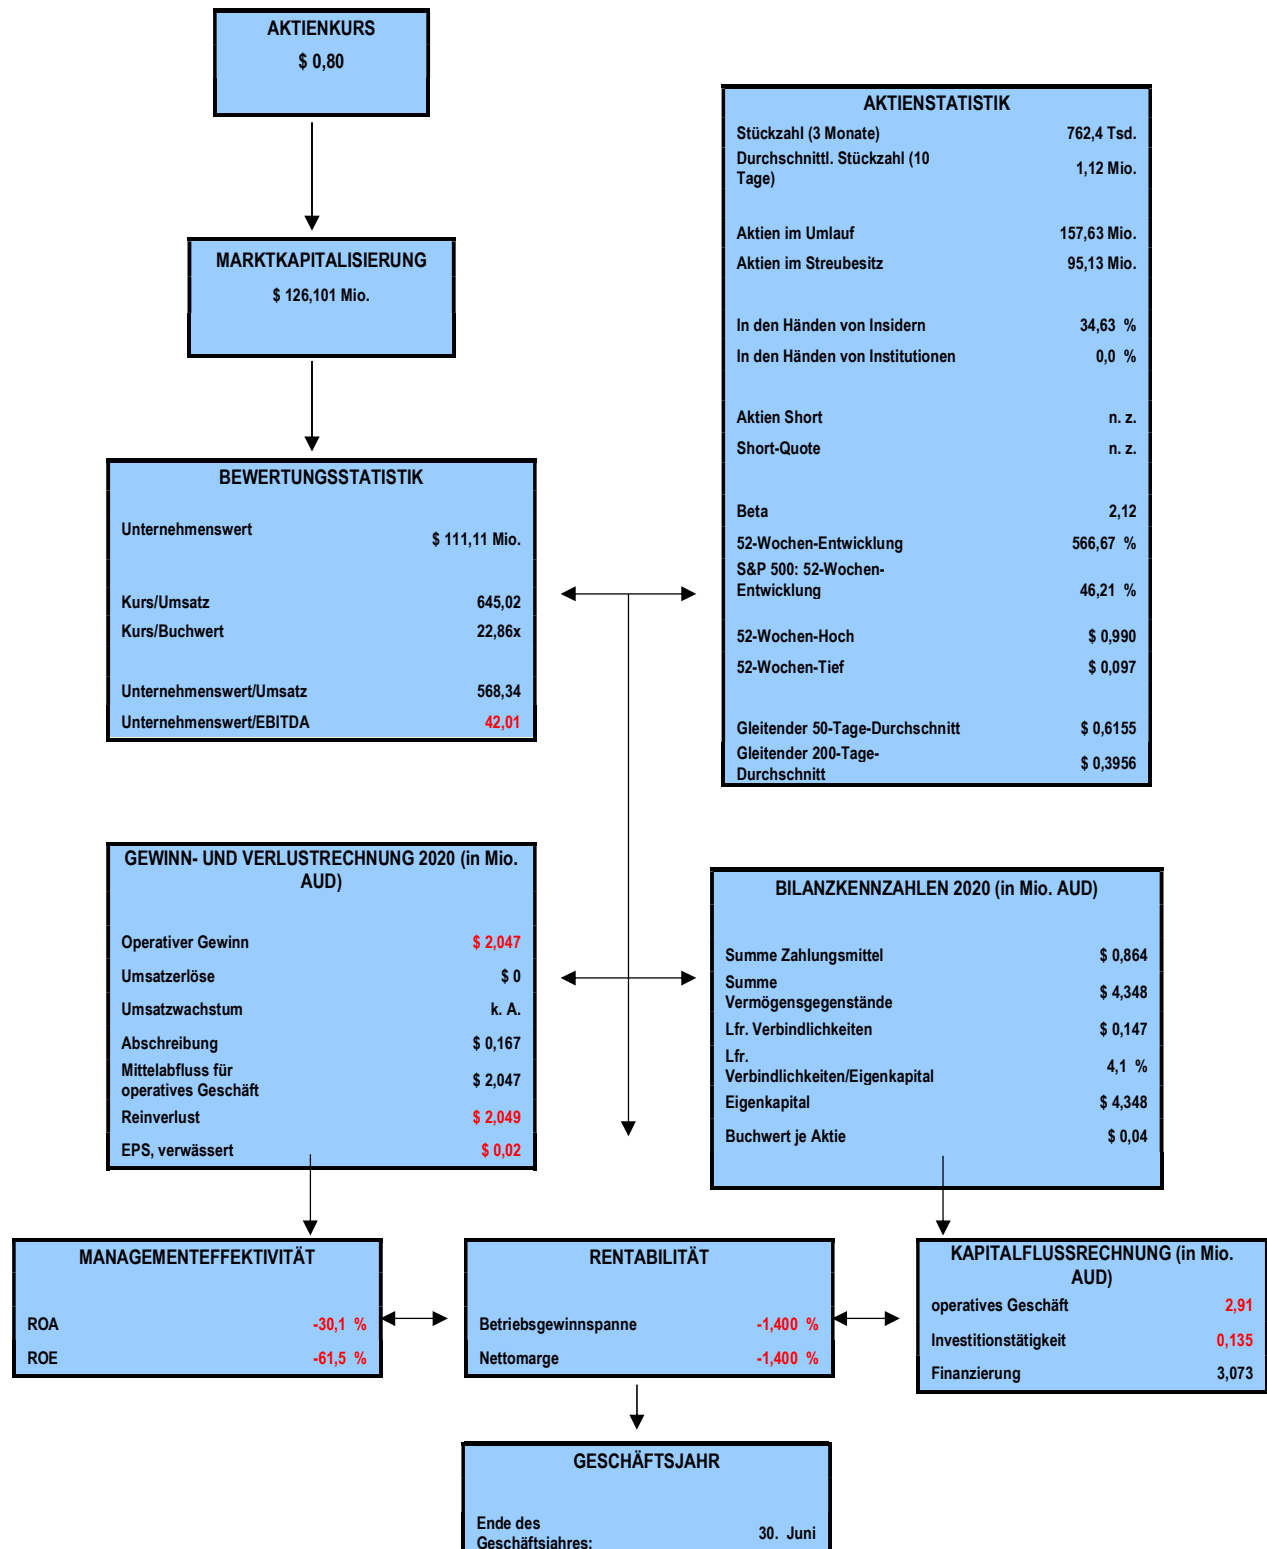 AKTIENKURS
$ 0,80
MARKTKAPITALISIERUNG
$ 126,101 Mio.
BEWERTUNGSSTATISTIK
Unternehmenswert $ 111,11 Mio.
Kurs/Umsatz 645,02
Kurs/Buchwert 22,86x
Unternehmenswert/Umsatz 568,34
Unternehmenswert/EBITDA 42,01
AKTIENSTATISTIK
Stückzahl (3 Monate) 762,4 Tsd.
Durchschnittl. Stückzahl (10
Tage) 1,12 Mio.
Aktien im Umlauf 157,63 Mio.
Aktien im Streubesitz 95,13 Mio.
In den Händen von Insidern 34,63 %
In den Händen von Institutionen 0,0 %
Aktien Short n. z.
Short-Quote n. z.
Beta 2,12
52-Wochen-Entwicklung 566,67 %
S&P 500: 52-Wochen-
Entwicklung 46,21 %
52-Wochen-Hoch $ 0,990
52-Wochen-Tief $ 0,097
Gleitender 50-Tage-Durchschnitt $ 0,6155
Gleitender 200-Tage-
Durchschnitt $ 0,3956
GEWINN- UND VERLUSTRECHNUNG 2020 (in Mio.
AUD)
Operativer Gewinn $ 2,047
Umsatzerlöse $ 0
Umsatzwachstum k. A.
Abschreibung $ 0,167
Mittelabfluss für
operatives Geschäft $ 2,047
Reinverlust $ 2,049
EPS, verwässert $ 0,02
BILANZKENNZAHLEN 2020 (in Mio. AUD)
Summe Zahlungsmittel $ 0,864
Summe
Vermögensgegenstände $ 4,348
Lfr. Verbindlichkeiten $ 0,147
Lfr.
Verbindlichkeiten/Eigenkapital 4,1 %
Eigenkapital $ 4,348
Buchwert je Aktie $ 0,04
MANAGEMENTEFFEKTIVITÄT
ROA -30,1 %
ROE -61,5 %
RENTABILITÄT
Betriebsgewinnspanne -1,400 %
Nettomarge -1,400 %
KAPITALFLUSSRECHNUNG (in Mio.
AUD)
operatives Geschäft 2,91
Investitionstätigkeit 0,135
Finanzierung 3,073
GESCHÄFTSJAHR
Ende des
Geschäftsjahres: 30. Juni